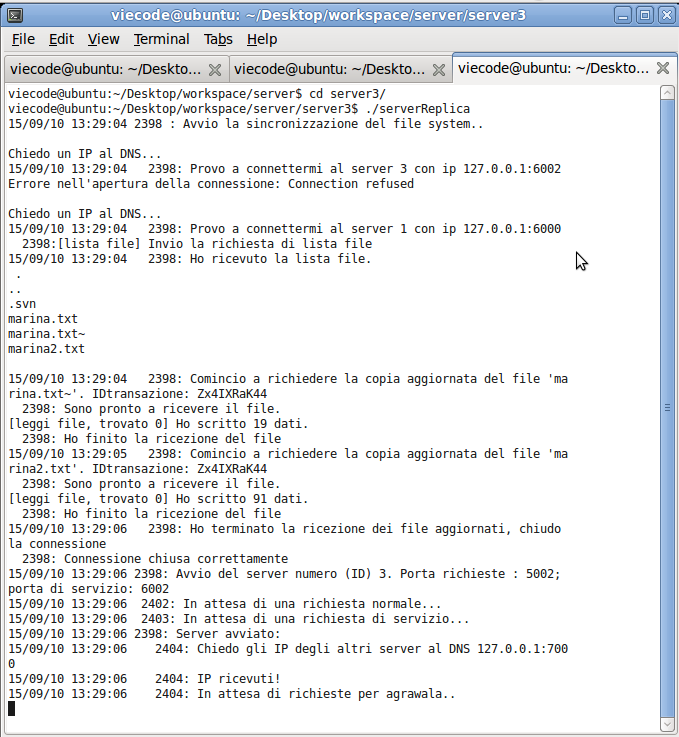 viecode@ubuntu: ~/Desktop/workspace/server/server3
File Edit View Terminal Tabs Help
viecode@ubuntu: ~/Deskto... viecode@ubuntu: ~/Deskto... viecode@ubuntu: ~/Deskto...
viecode@ubuntu:~/Desktop/workspace/server$ cd server3/
viecode@ubuntu:~/Desktop/workspace/server/server3$ ./serverReplica
15/09/10 13:29:04 2398 : Avvio la sincronizzazione del file system..
Chiedo un IP al DNS...
15/09/10 13:29:04   2398: Provo a connettermi al server 3 con ip 127.0.0.1:6002
Errore nell'apertura della connessione: Connection refused
Chiedo un IP al DNS...
15/09/10 13:29:04   2398: Provo a connettermi al server 1 con ip 127.0.0.1:6000
  2398:[lista file] Invio la richiesta di lista file
15/09/10 13:29:04   2398: Ho ricevuto la lista file.
 .
..
.svn
marina.txt
marina.txt~
marina2.txt
15/09/10 13:29:04   2398: Comincio a richiedere la copia aggiornata del file 'ma
rina.txt~'. IDtransazione: Zx4IXRaK44
  2398: Sono pronto a ricevere il file.
[leggi file, trovato 0] Ho scritto 19 dati.
  2398: Ho finito la ricezione del file
15/09/10 13:29:05   2398: Comincio a richiedere la copia aggiornata del file 'ma
rina2.txt'. IDtransazione: Zx4IXRaK44
  2398: Sono pronto a ricevere il file.
[leggi file, trovato 0] Ho scritto 91 dati.
  2398: Ho finito la ricezione del file
15/09/10 13:29:06   2398: Ho terminato la ricezione dei file aggiornati, chiudo
la connessione
  2398: Connessione chiusa correttamente
15/09/10 13:29:06 2398: Avvio del server numero (ID) 3. Porta richieste : 5002;
porta di servizio: 6002
15/09/10 13:29:06  2402: In attesa di una richiesta normale...
15/09/10 13:29:06  2403: In attesa di una richiesta di servizio...
15/09/10 13:29:06 2398: Server avviato:
15/09/10 13:29:06    2404: Chiedo gli IP degli altri server al DNS 127.0.0.1:700
0
15/09/10 13:29:06    2404: IP ricevuti!
15/09/10 13:29:06    2404: In attesa di richieste per agrawala..